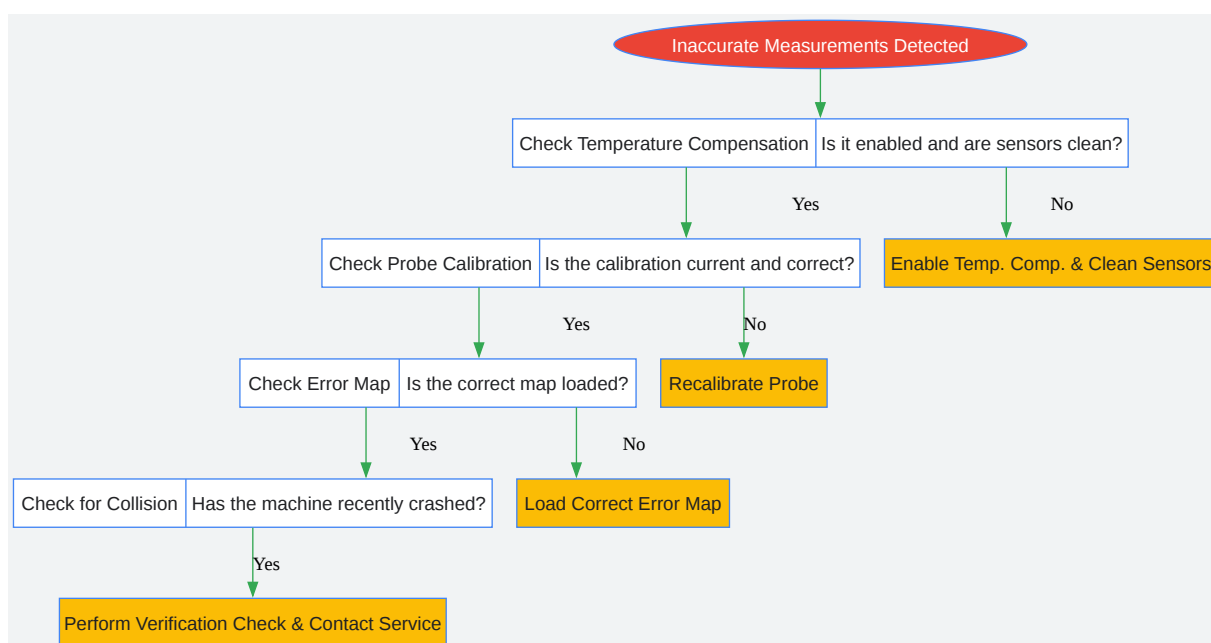 Inaccurate Measurements Detected
Check Temperature Compensation
Is it enabled and are sensors clean?
Yes
No
Check Probe Calibration
Is the calibration current and correct?
Enable Temp. Comp. & Clean Sensors
Yes
No
Check Error Map
Is the correct map loaded?
Recalibrate Probe
Yes
No
Check for Collision
Has the machine recently crashed?
Load Correct Error Map
Yes
Perform Verification Check & Contact Service